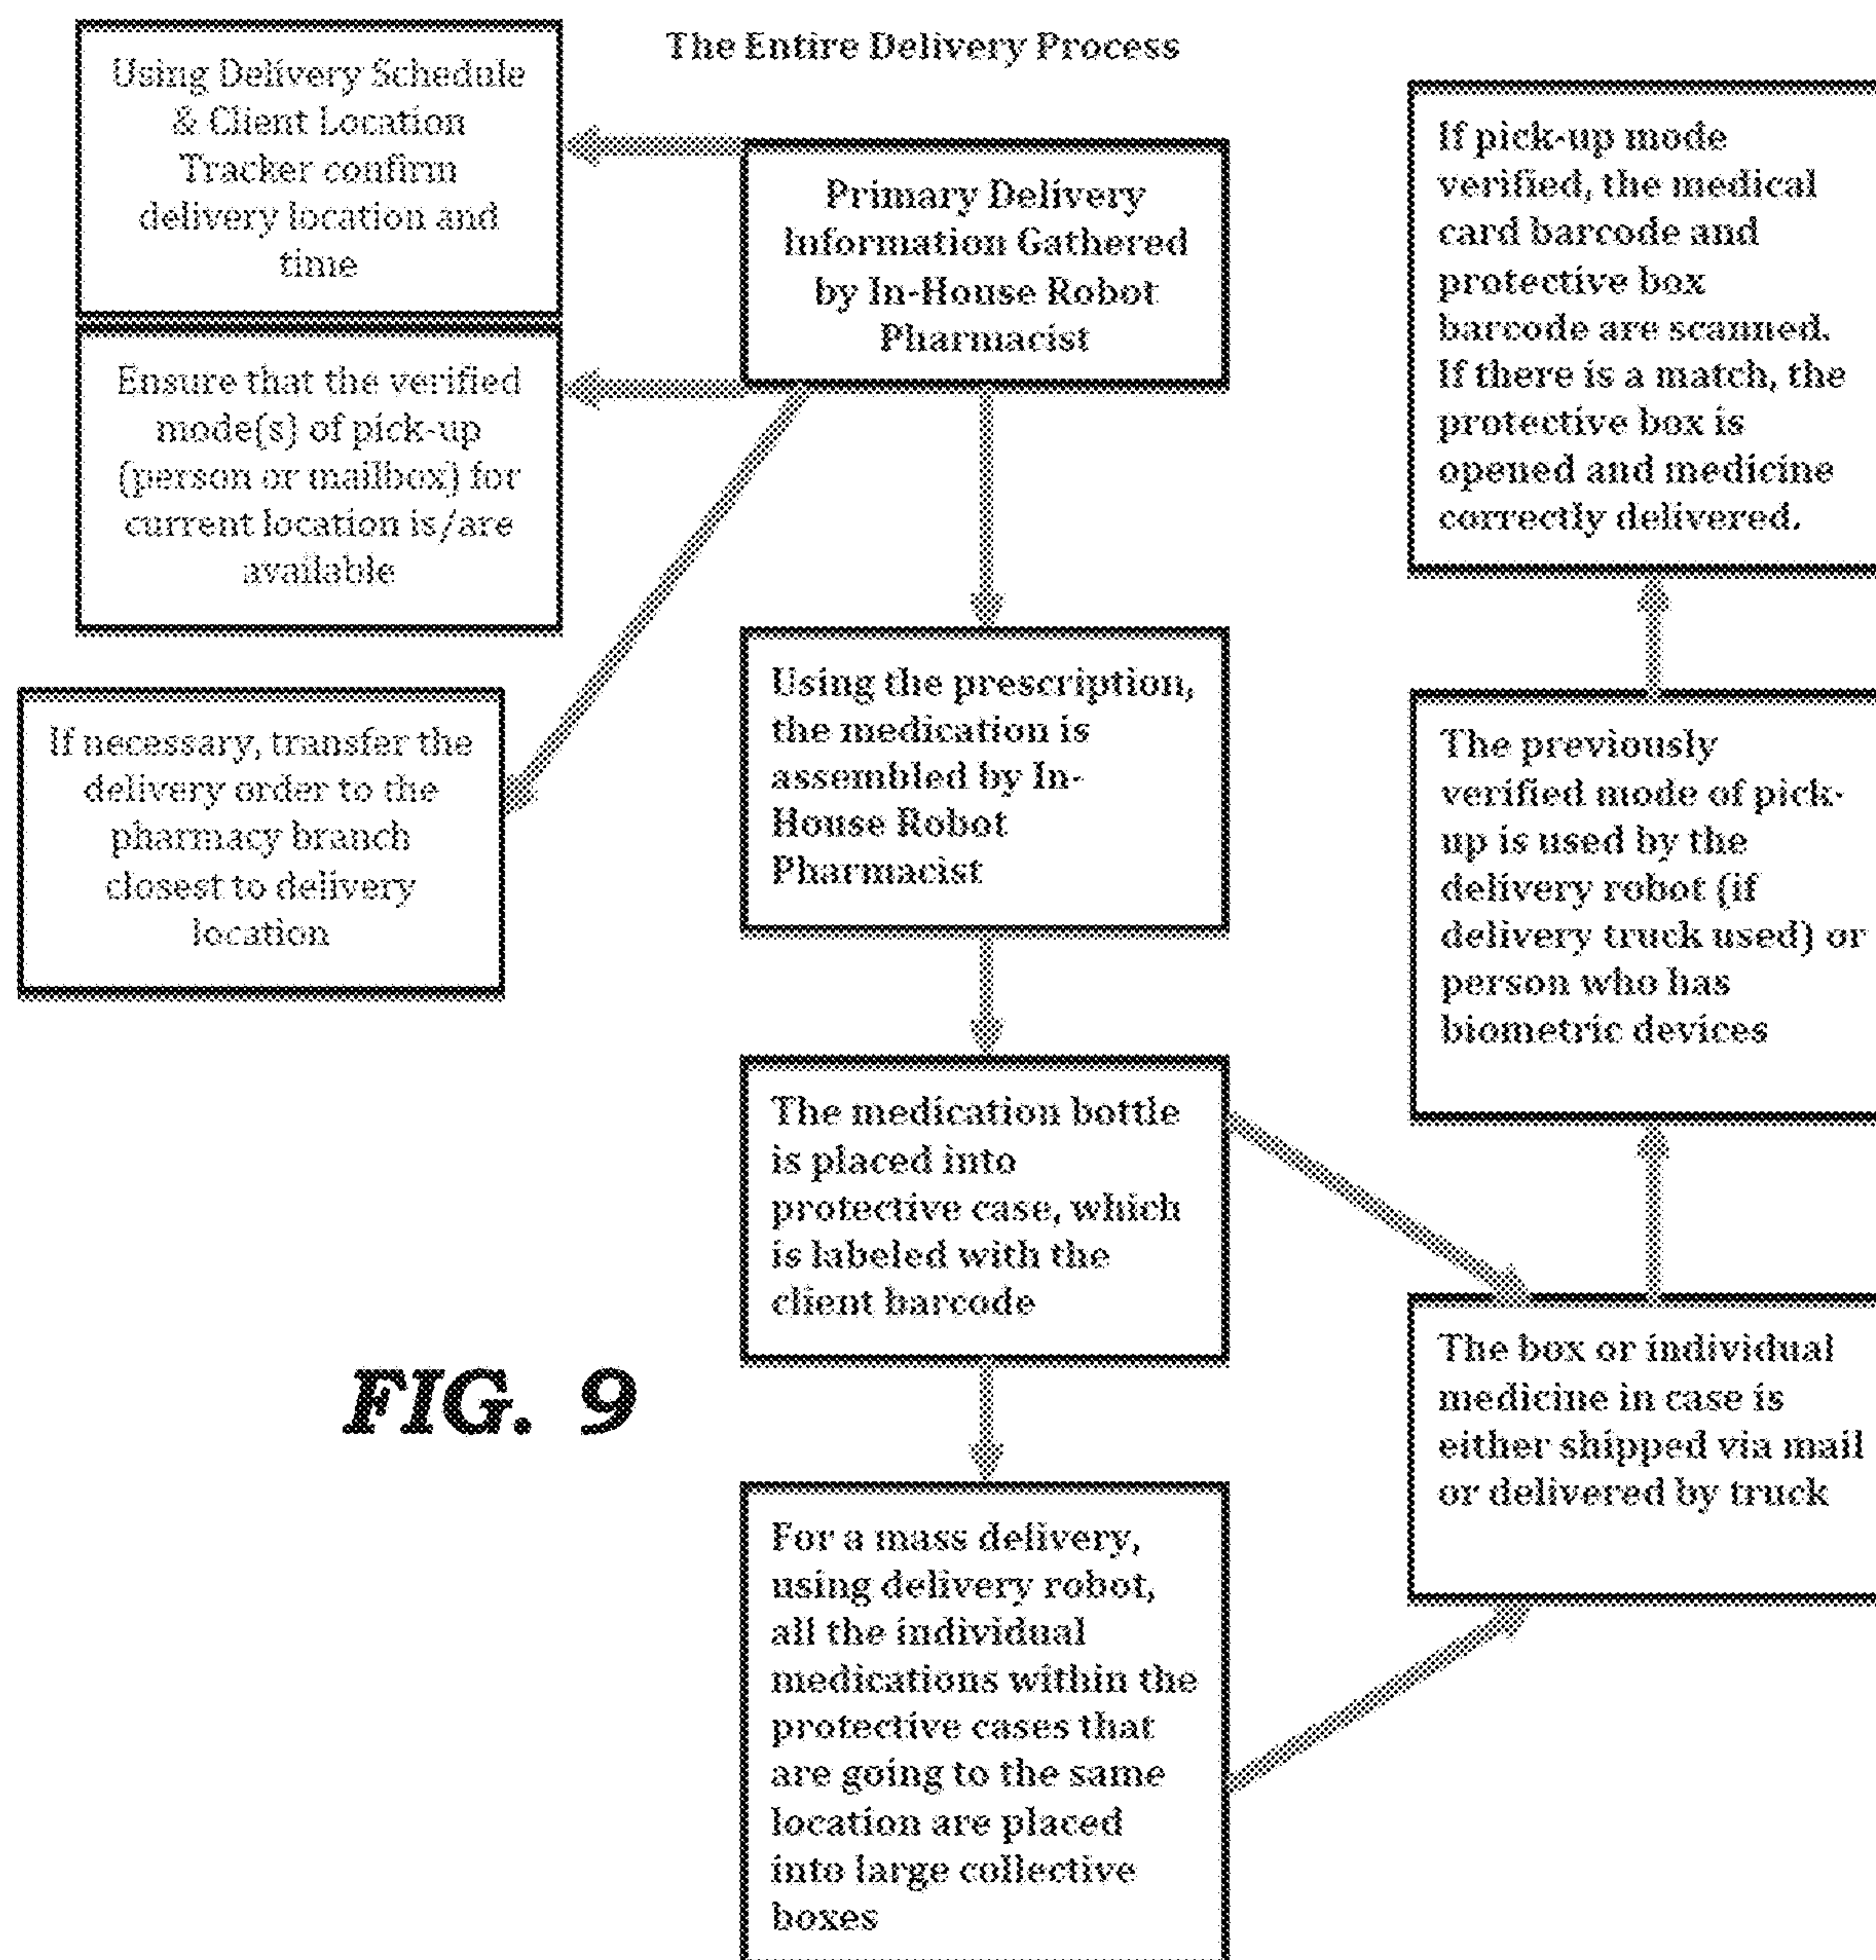 The Entire Delivery Process
Using Delivery Schedule
& Client Location
Tracker confirm
delivery location and
time
Ensure that the verified
mode(s) of pick-up
(person or mailbox) for
current location is/are
available
If necessary, transfer the
delivery order to the
pharmacy branch
closest to delivery
location
Primary Delivery
Information Gathered
by In-House Robot
Pharmacist
Using the prescription,
the medication is
assembled by In-
House Robot
Pharmacist
The medication bottle
is placed into
protective case, which
is labeled with the
client barcode
For a mass delivery,
using delivery robot,
all the individual
medications within the
protective cases that
are going to the same
location are placed
into large collective
boxes
The box or individual
medicine in case is
either shipped via mail
or delivered by truck
The previously
verified mode of pick-
up is used by the
delivery robot (if
delivery truck used) or
person who has
biometric devices
If pick-up mode
verified, the medical
card barcode and
protective box
barcode are scanned.
If there is a match, the
protective box is
opened and medicine
correctly delivered.
FIG. 9